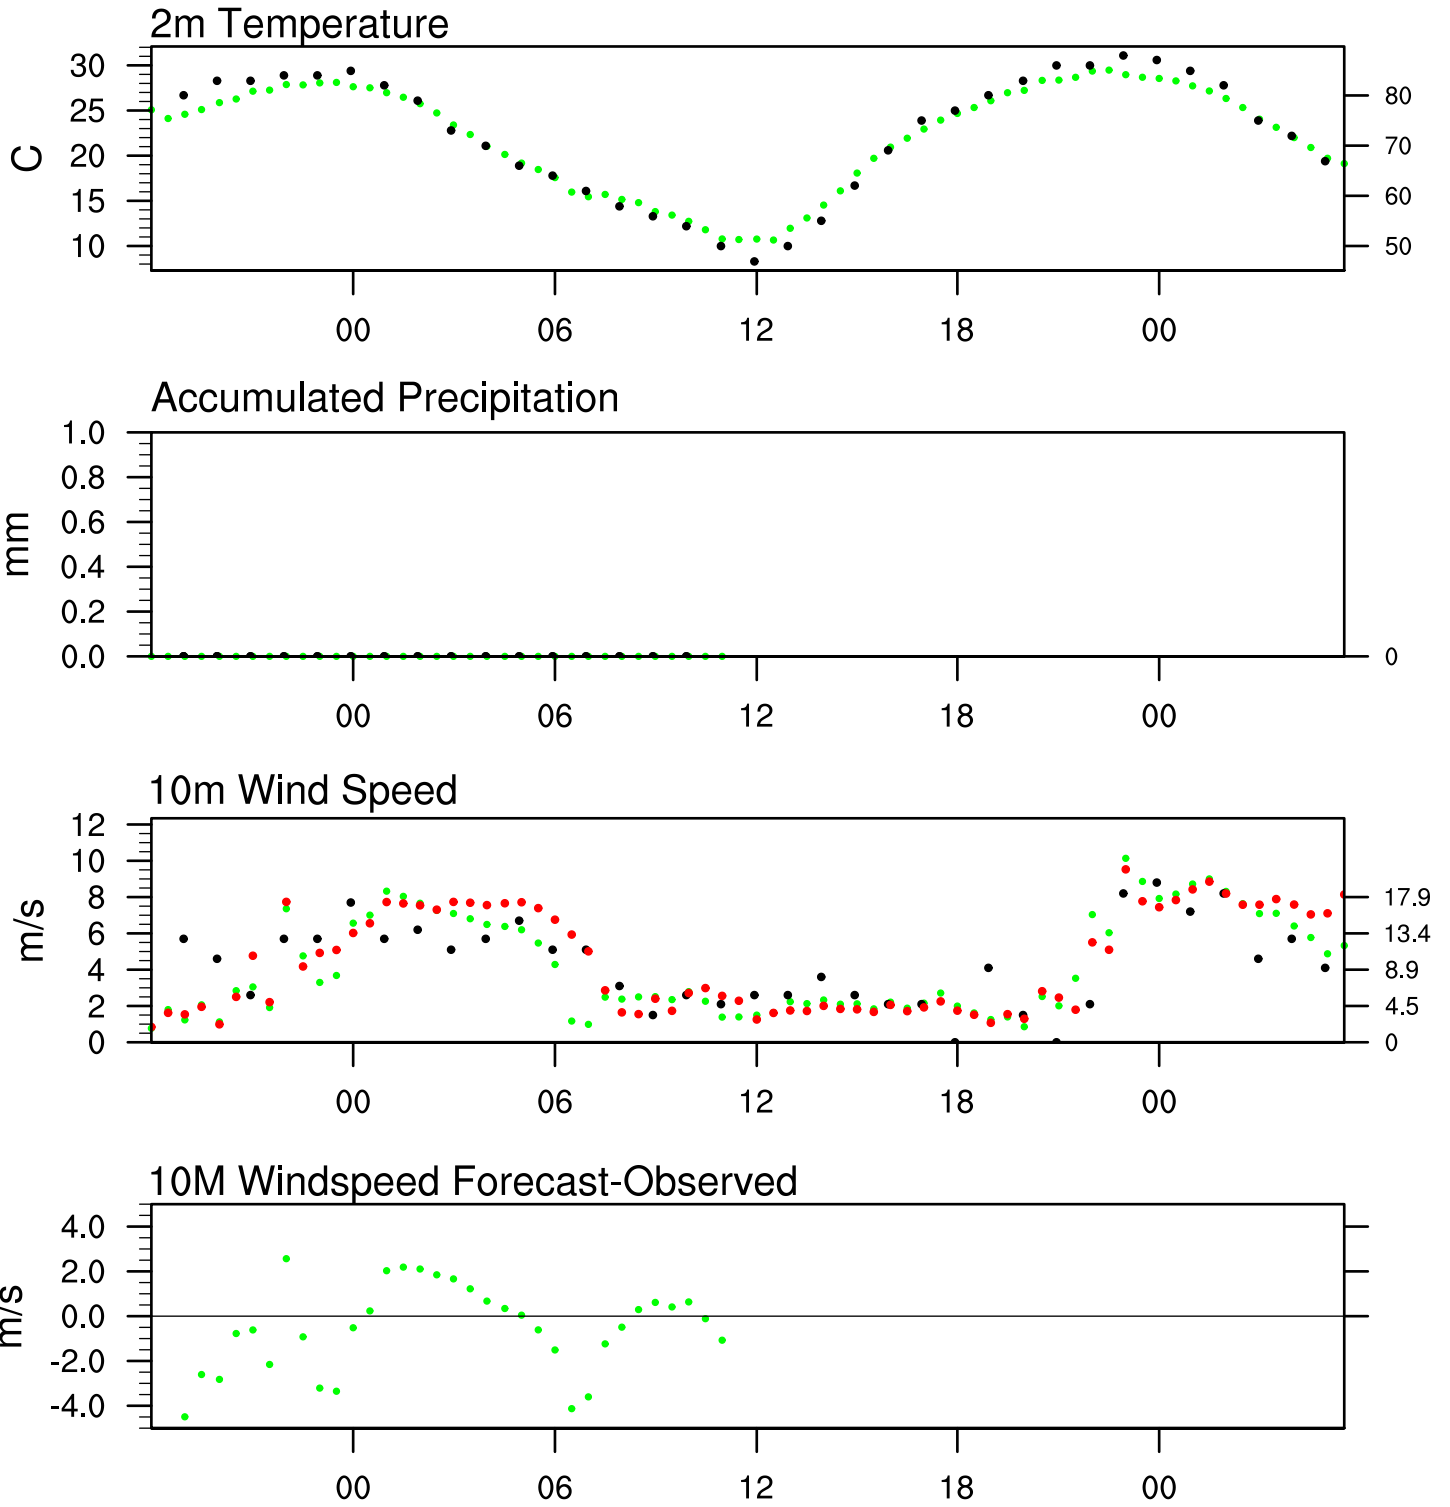 2m Temperature
30
25
20
15
10
C
80
70
60
50
00 06 12 18 00
Accumulated Precipitation
1.0
0.8
0.6
0.4
0.2
0.0
mm
0
00 06 12 18 00
10m Wind Speed
12
10
8
6
4
2
0
m/s
17.9
13.4
8.9
4.5
0
00 06 12 18 00
10M Windspeed Forecast-Observed
4.0
2.0
0.0
-2.0
-4.0
m/s
00 06 12 18 00